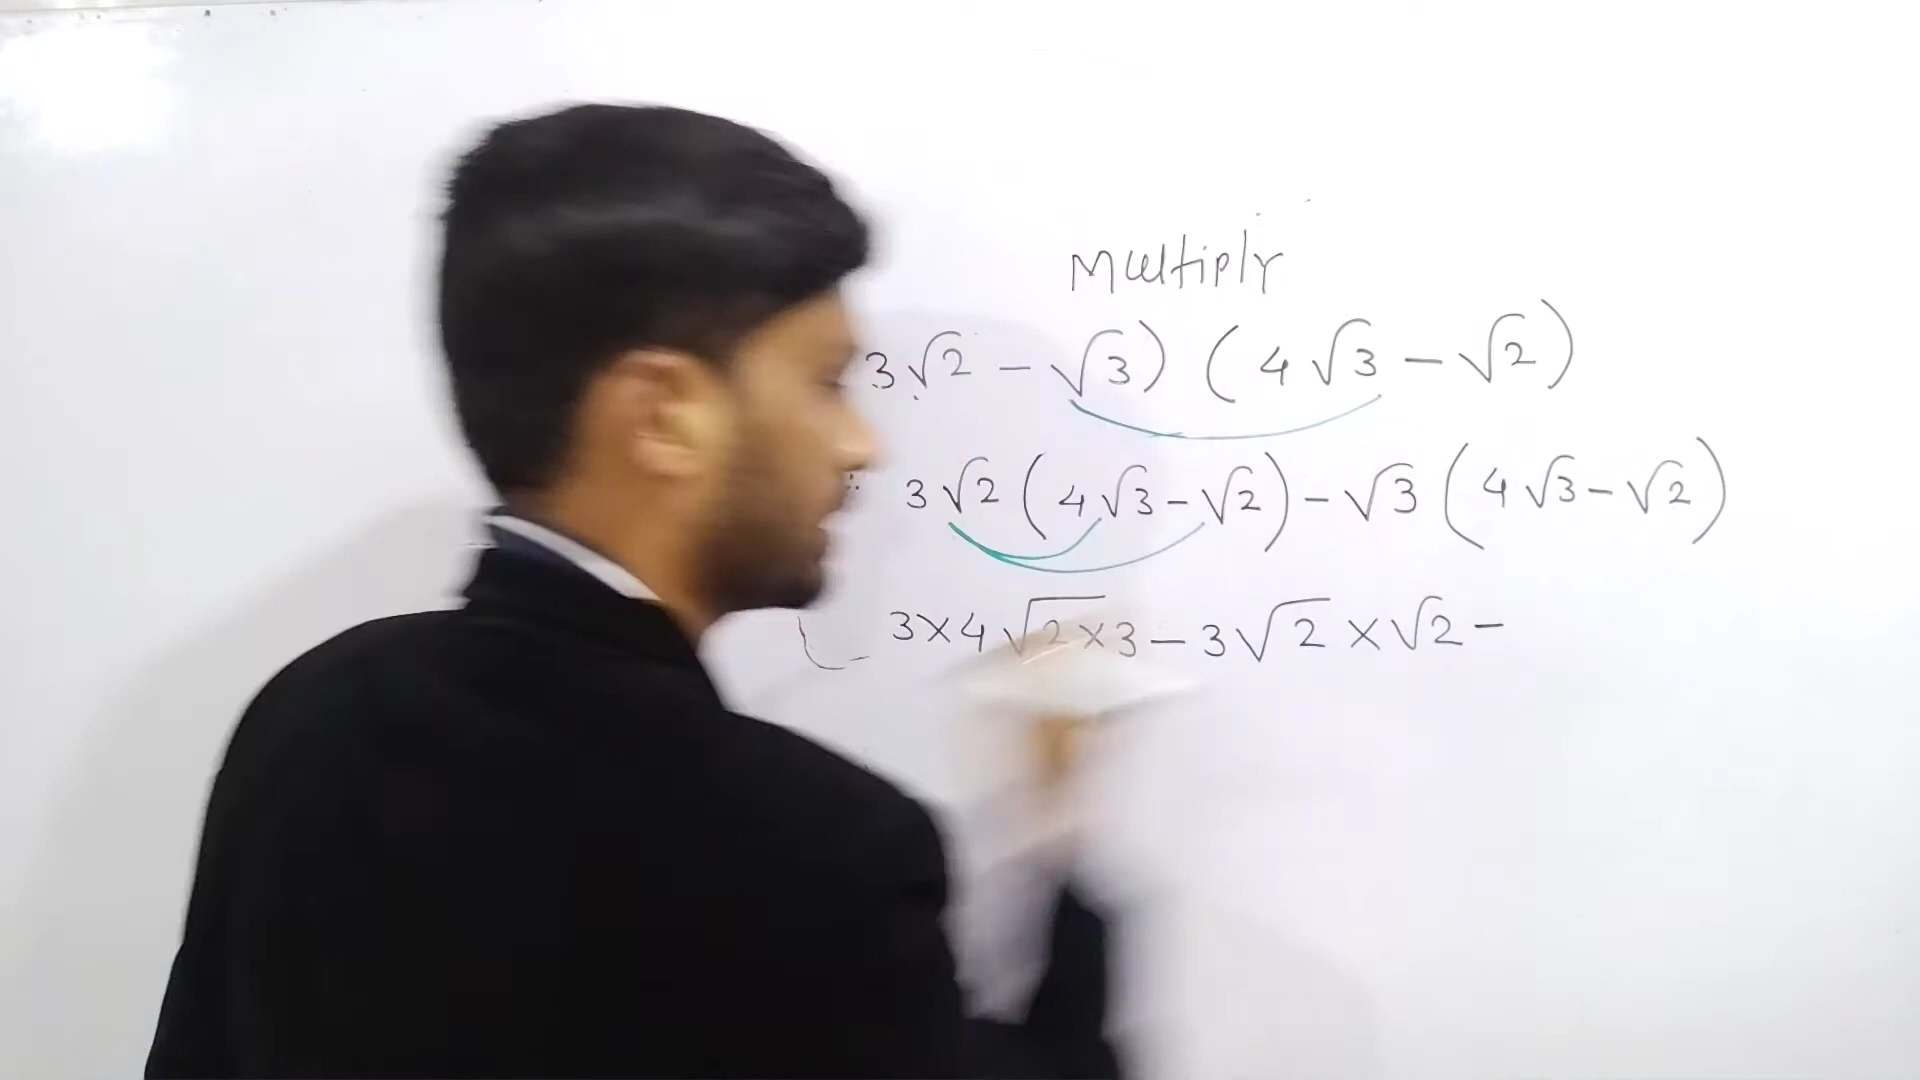 Multiply
3√2 - √3) (4√3 - √2)
3√2 (4√3 - √2) - √3 (4√3 - √2)
3×4√2×3 - 3√2 × √2 -